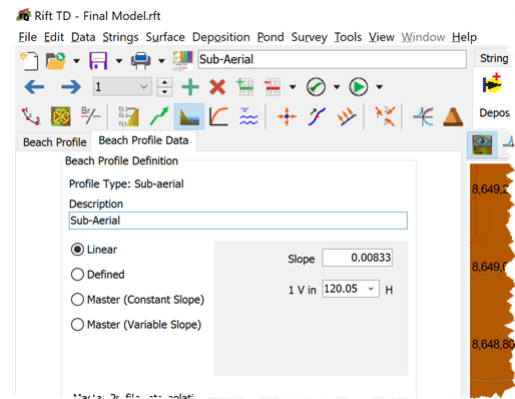 Rift TD - Final Model.rft
File Edit Data Strings Surface Deposition Pond Survey Tools View Window Help
Sub-Aerial
String
1
Depos
Beach Profile Beach Profile Data
Beach Profile Definition
Profile Type: Sub-aerial
Description
Sub-Aerial
Linear
Slope 0.00833
Defined
1 V in 120.05 H
Master (Constant Slope)
Master (Variable Slope)
8,649,2
8,649,0
8,648,80